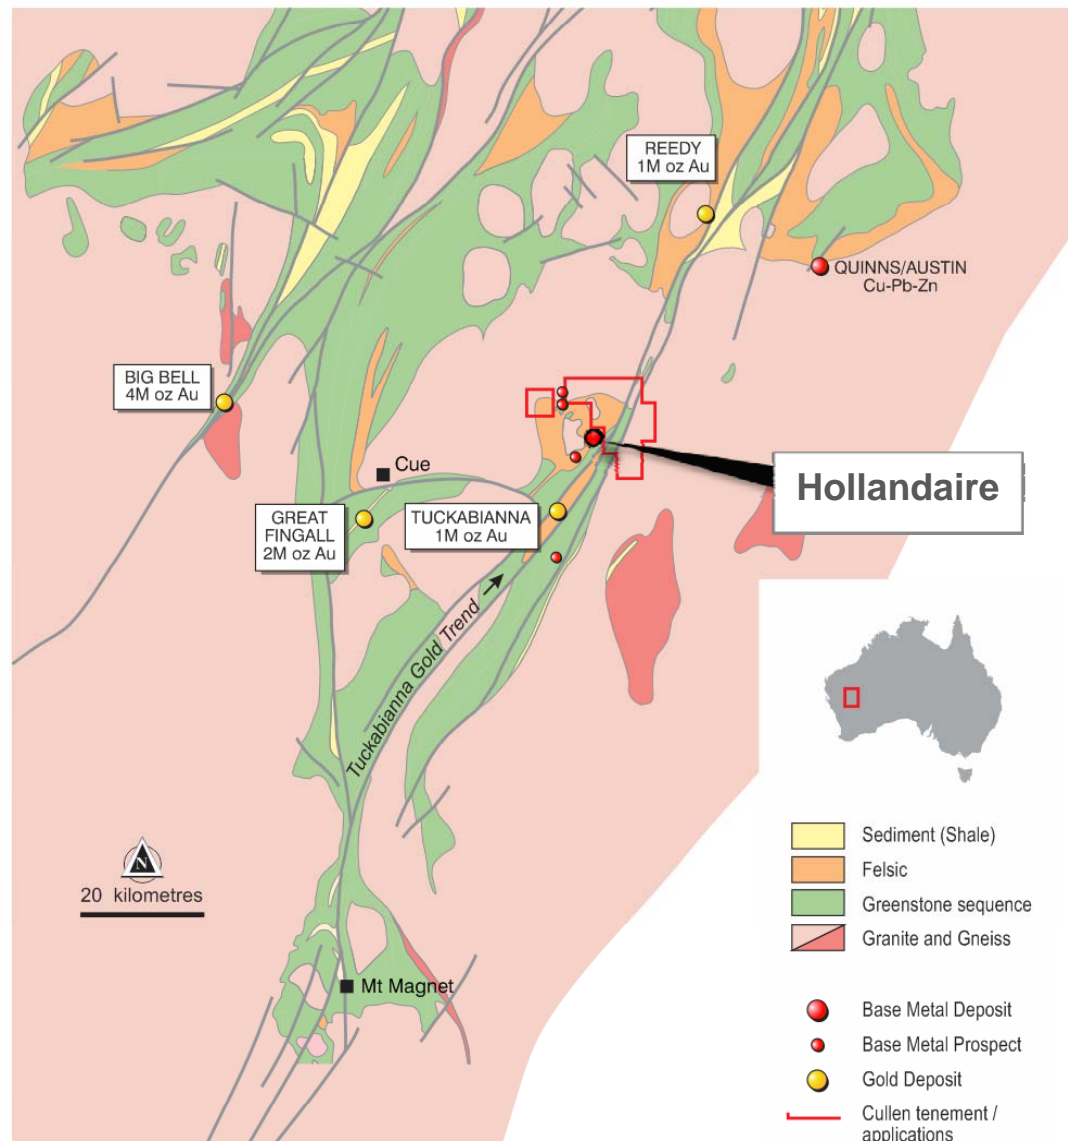 REEDY
1M oz Au
QUINNS/AUSTIN
Cu-Pb-Zn
BIG BELL
4M oz Au
Cue
Hollandaire
GREAT
FINGALL
2M oz Au
TUCKABIANNA
1M oz Au
Tuckabianna Gold Trend
N
20 kilometres
Mt Magnet
Sediment (Shale)
Felsic
Greenstone sequence
Granite and Gneiss
Base Metal Deposit
Base Metal Prospect
Gold Deposit
Cullen tenement /
applications